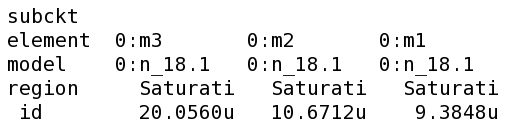 subckt
element  0:m3       0:m2       0:m1
model    0:n_18.1   0:n_18.1   0:n_18.1
region     Saturati   Saturati   Saturati
 id        20.0560u   10.6712u    9.3848u